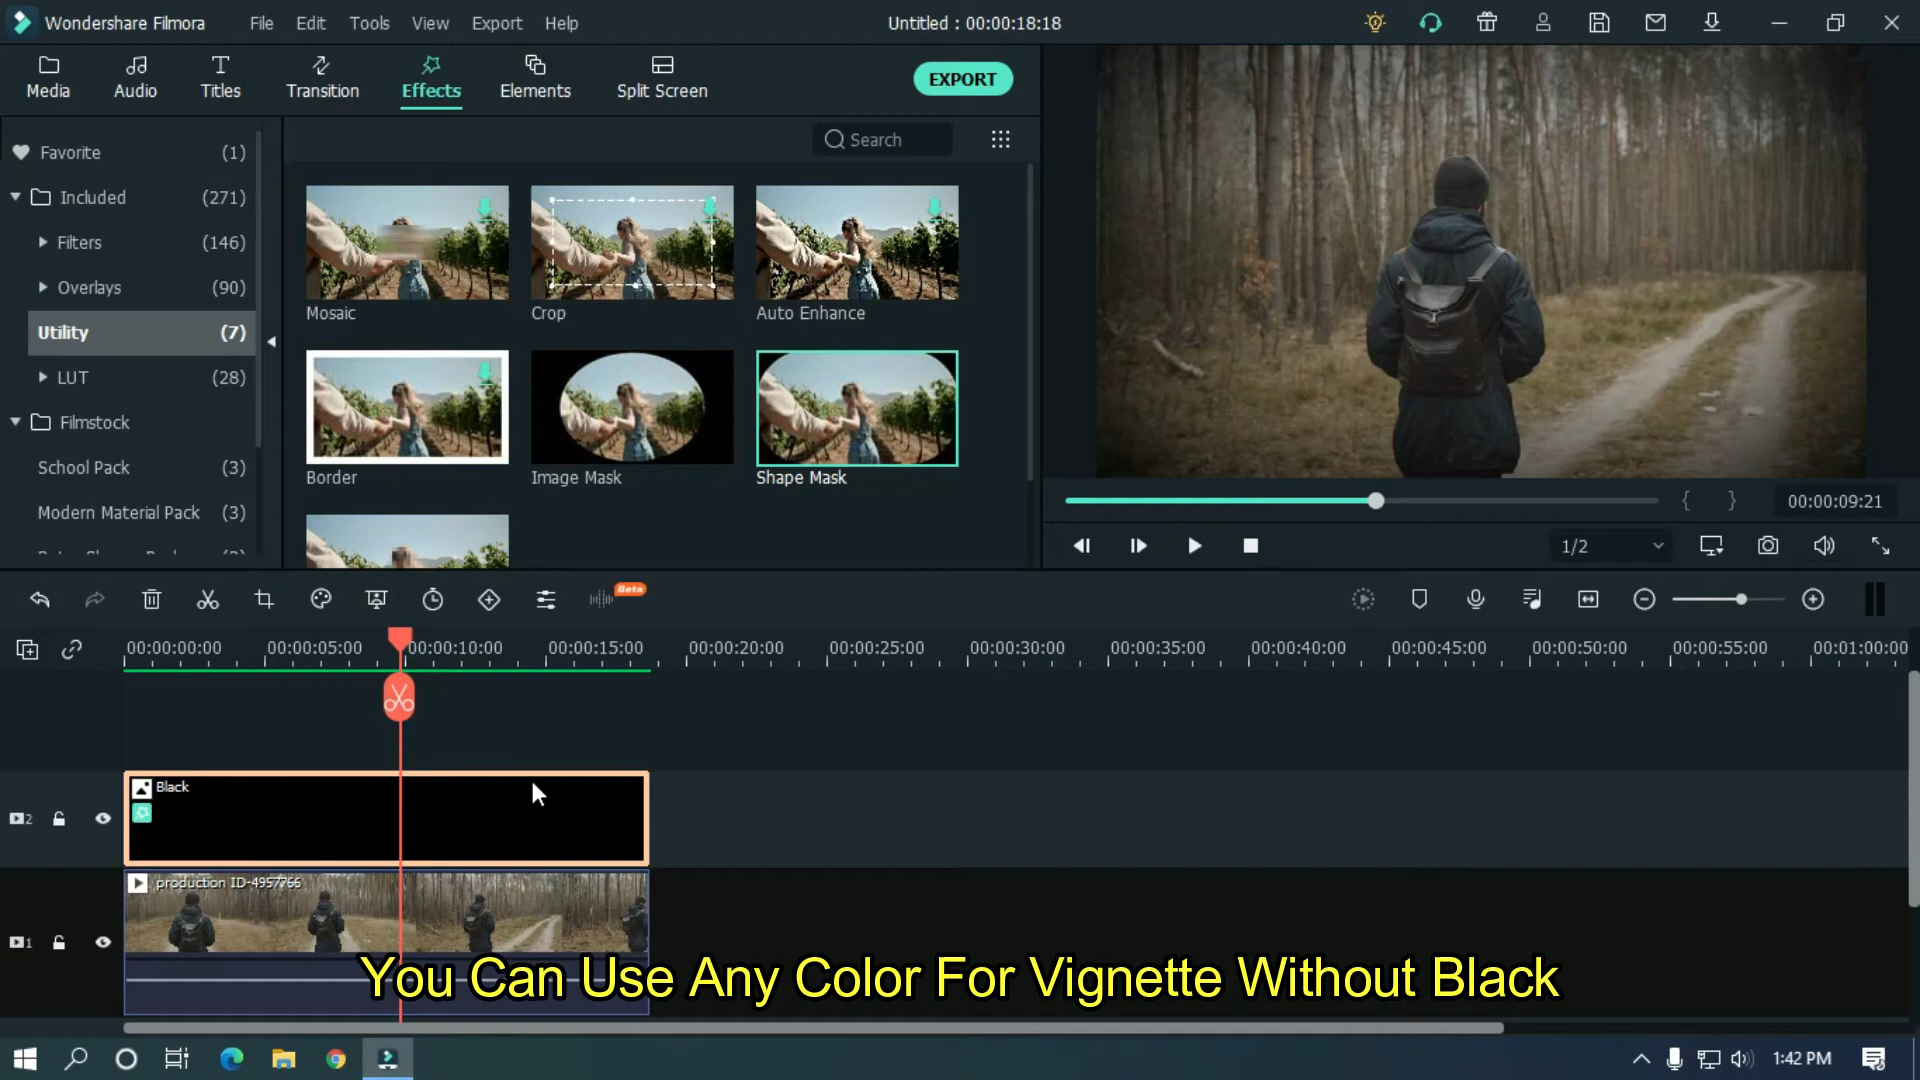 Wondershare Filmora File Edit Tools View Export Help Untitled : 00:00:18:18
Media Audio Titles Transition Effects Elements Split Screen EXPORT
Favorite (1)
Included (271)
Filters (146)
Overlays (90)
Utility (7)
LUT (28)
Filmstock
School Pack (3)
Modern Material Pack (3)
Search
Mosaic Crop Auto Enhance
Border Image Mask Shape Mask
{ } 00:00:09:21
1/2
Beta
00:00:00:00 00:00:05:00 00:00:10:00 00:00:15:00 00:00:20:00 00:00:25:00 00:00:30:00 00:00:35:00 00:00:40:00 00:00:45:00 00:00:50:00 00:00:55:00 00:01:00:00
2 Black
1 production ID-4957766
You Can Use Any Color For Vignette Without Black
1:42 PM